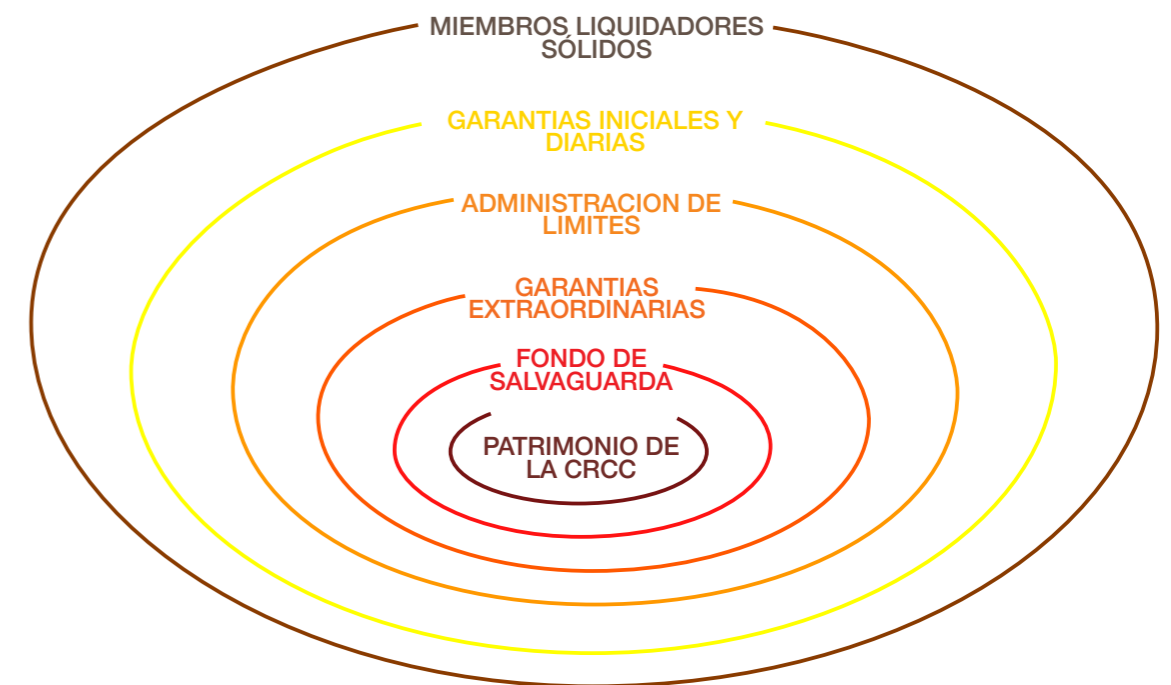 MIEMBROS LIQUIDADORES
SÓLIDOS
GARANTIAS INICIALES Y
DIARIAS
ADMINISTRACION DE
LIMITES
GARANTIAS
EXTRAORDINARIAS
FONDO DE
SALVAGUARDA
PATRIMONIO DE
LA CRCC